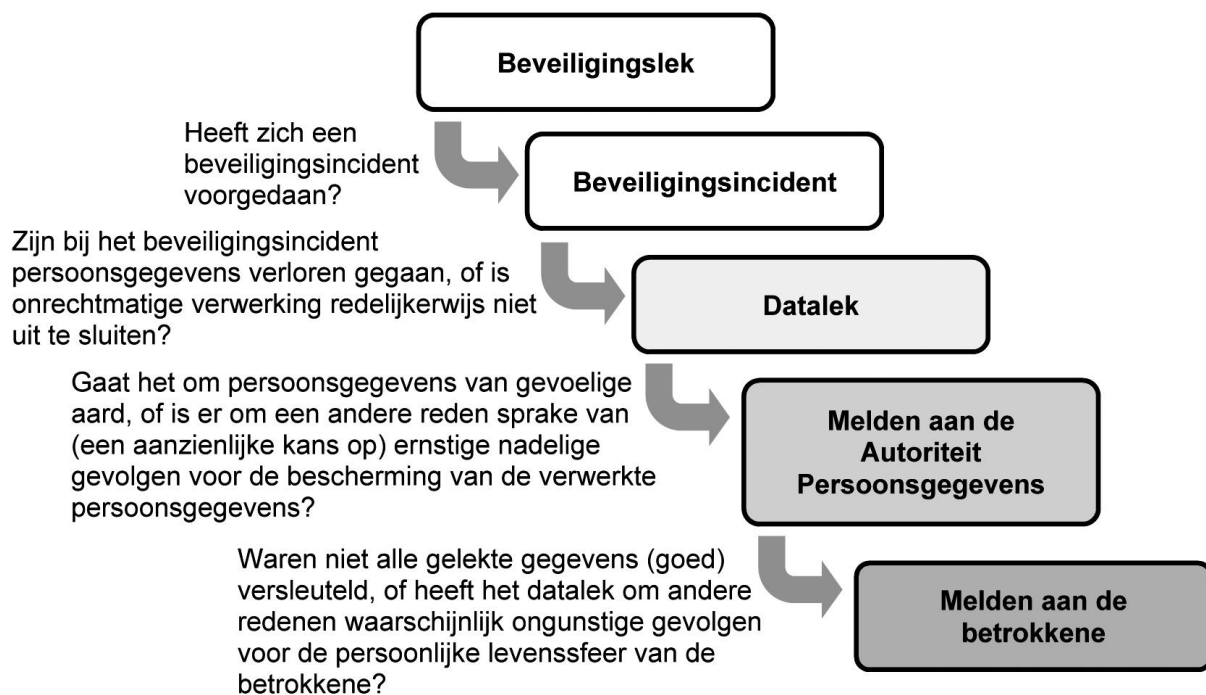 Beveiligingslek
Heeft zich een
beveiligingsincident
voorgedaan?
Beveiligingsincident
Zijn bij het beveiligingsincident
persoonsgegevens verloren gegaan, of is
onrechtmatige verwerking redelijkerwijs niet
uit te sluiten?
Datalek
Gaat het om persoonsgegevens van gevoelige
aard, of is er om een andere reden sprake van
(een aanzienlijke kans op) ernstige nadelige
gevolgen voor de bescherming van de verwerkte
persoonsgegevens?
Melden aan de
Autoriteit
Persoonsgegevens
Waren niet alle gelekte gegevens (goed)
versleuteld, of heeft het datalek om andere
redenen waarschijnlijk ongunstige gevolgen
voor de persoonlijke levenssfeer van de
betrokkene?
Melden aan de
betrokkene